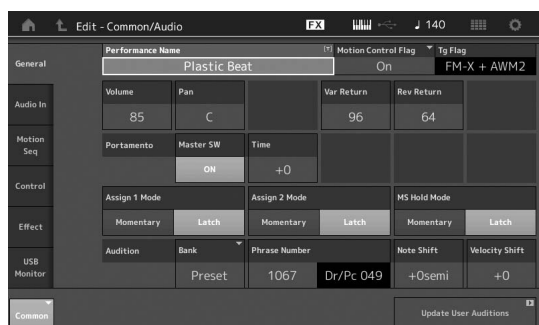 Edit - Common/Audio FX ♩ 140
General
Performance Name [T] Motion Control Flag Tg Flag
Plastic Beat On FM-X + AWM2
Audio In
Volume Pan Var Return Rev Return
85 C 96 64
Motion Seq
Portamento Master SW Time
ON +0
Control
Assign 1 Mode Assign 2 Mode MS Hold Mode
Effect
Momentary Latch Momentary Latch Momentary Latch
USB Monitor
Audition Bank Phrase Number Note Shift Velocity Shift
Preset 1067 Dr/Pc 049 +0semi +0
Common Update User Auditions